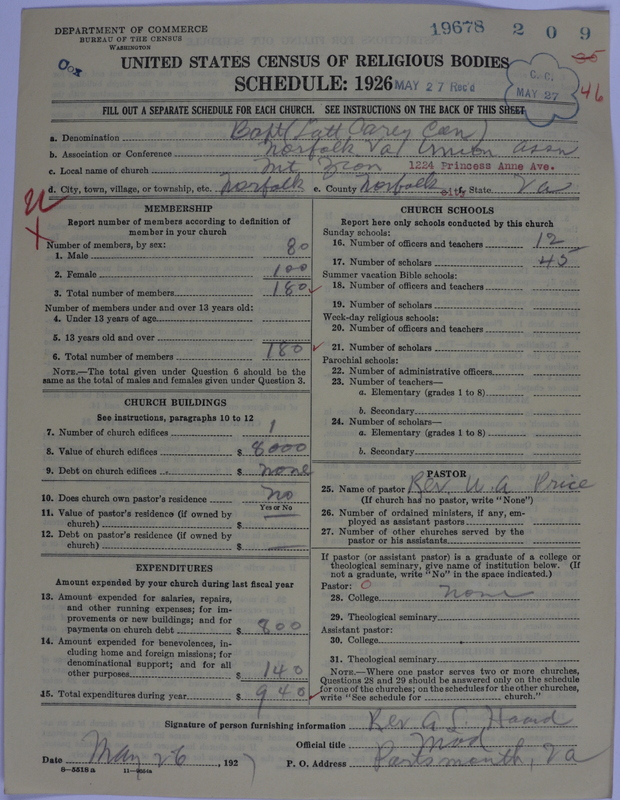 DEPARTMENT OF COMMERCE
BUREAU OF THE CENSUS
WASHINGTON
19678 209
UNITED STATES CENSUS OF RELIGIOUS BODIES
SCHEDULE: 1926
MAY 27 Rec'd
C. C.
MAY 27
46
FILL OUT A SEPARATE SCHEDULE FOR EACH CHURCH. SEE INSTRUCTIONS ON THE BACK OF THIS SHEET
a. Denomination Bapt (Lott Carey Con)
b. Association or Conference Norfolk Va Union Assn
c. Local name of church Mt Zion 1224 Princess Anne Ave.
d. City, town, village, or township, etc. Norfolk e. County Norfolk city f. State Va
MEMBERSHIP
Report number of members according to definition of
member in your church
Number of members, by sex:
1. Male 80
2. Female 100
3. Total number of members 180
Number of members under and over 13 years old:
4. Under 13 years of age
5. 13 years old and over
6. Total number of members 180
NOTE.—The total given under Question 6 should be the
same as the total of males and females given under Question 3.
CHURCH BUILDINGS
See instructions, paragraphs 10 to 12
7. Number of church edifices 1
8. Value of church edifices $ 8000
9. Debt on church edifices $ none
10. Does church own pastor's residence no
Yes or No
11. Value of pastor's residence (if owned by
church) $
12. Debt on pastor's residence (if owned by
church) $
EXPENDITURES
Amount expended by your church during last fiscal year
13. Amount expended for salaries, repairs,
and other running expenses; for im-
provements or new buildings; and for
payments on church debt $ 800
14. Amount expended for benevolences, in-
cluding home and foreign missions; for
denominational support; and for all
other purposes $ 140
15. Total expenditures during year $ 940
CHURCH SCHOOLS
Report here only schools conducted by this church
Sunday schools:
16. Number of officers and teachers 12
17. Number of scholars 45
Summer vacation Bible schools:
18. Number of officers and teachers
19. Number of scholars
Week-day religious schools:
20. Number of officers and teachers
21. Number of scholars
Parochial schools:
22. Number of administrative officers
23. Number of teachers—
a. Elementary (grades 1 to 8)
b. Secondary
24. Number of scholars—
a. Elementary (grades 1 to 8)
b. Secondary
PASTOR
25. Name of pastor Rev W. A Price
(If church has no pastor, write "None")
26. Number of ordained ministers, if any, em-
ployed as assistant pastors
27. Number of other churches served by the
pastor or his assistants
If pastor (or assistant pastor) is a graduate of a college or
theological seminary, give name of institution below. (If
not a graduate, write "No" in the space indicated.)
Pastor: 0
28. College none
29. Theological seminary
Assistant pastor:
30. College
31. Theological seminary
NOTE.—Where one pastor serves two or more churches,
Questions 28 and 29 should be answered only on the schedule
for one of the churches; on the schedules for the other churches,
write "See schedule for church."
Signature of person furnishing information Rev A L
Official title Mod
Date May 26, 1927 P. O. Address Portsmouth, Va
8—5518a 11—